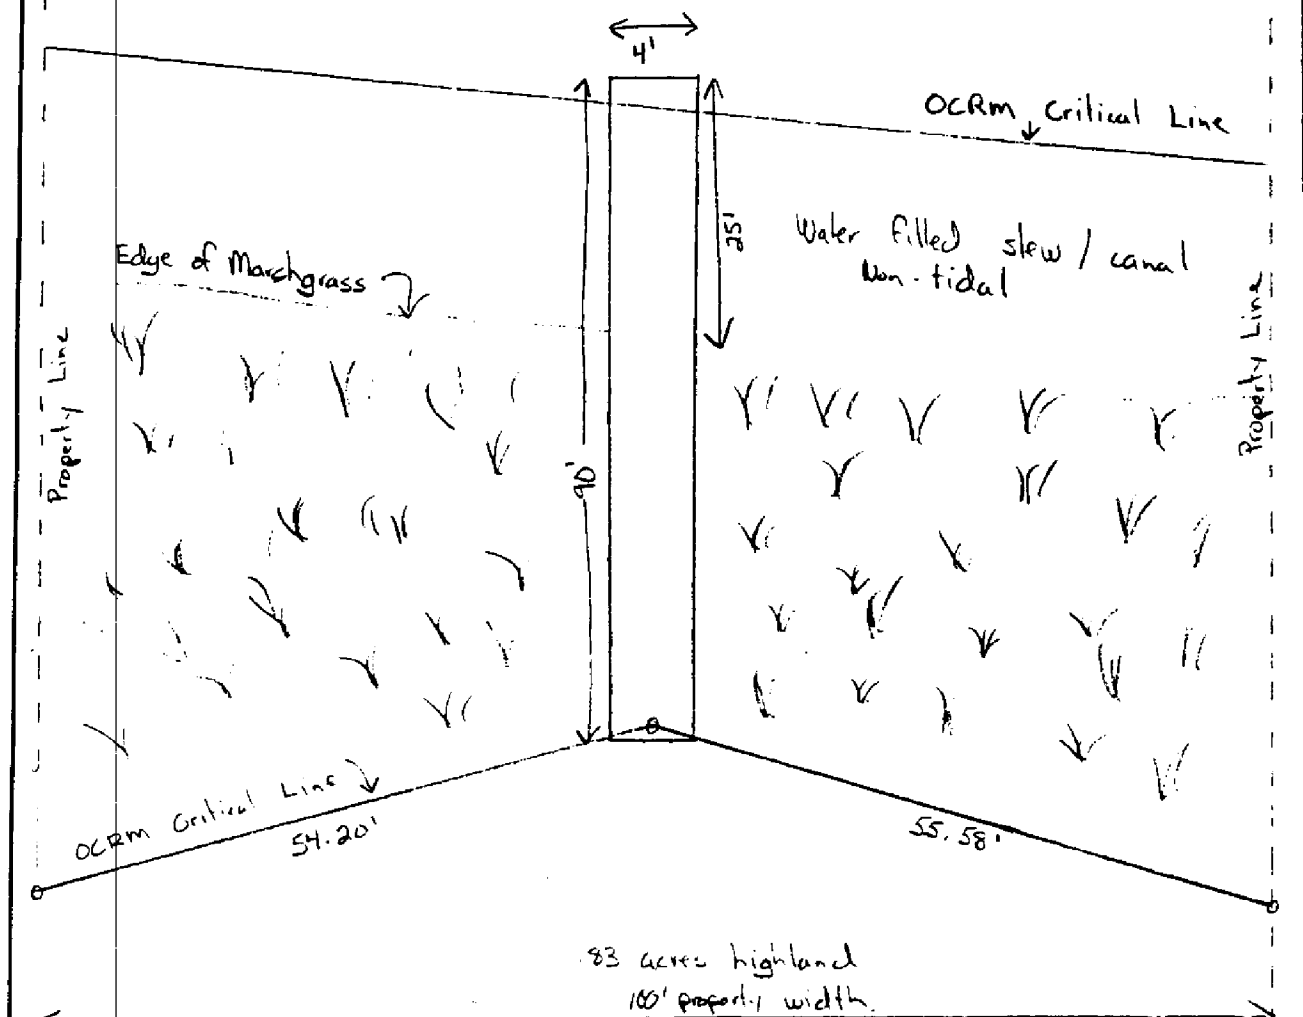 4'
OCRM Critical Line
25'
Water filled slew / canal
Non-tidal
Edge of Marshgrass
Property Line
Property Line
90'
OCRM Critical Line
54.20'
55.58'
.83 acres highland
100' property width